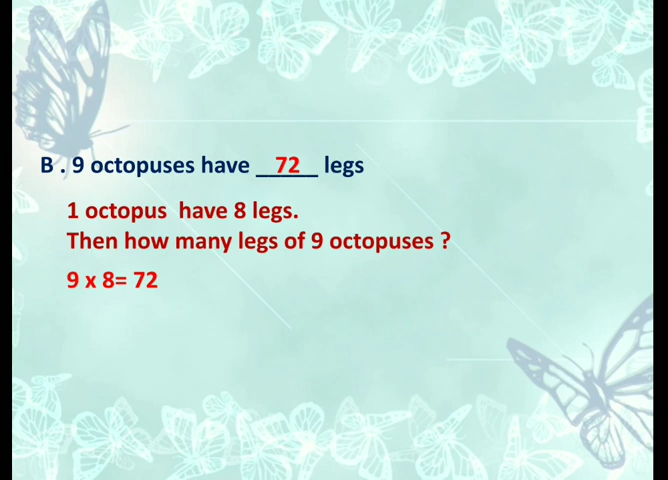 B . 9 octopuses have __72__ legs
1 octopus have 8 legs.
Then how many legs of 9 octopuses ?
9 x 8= 72